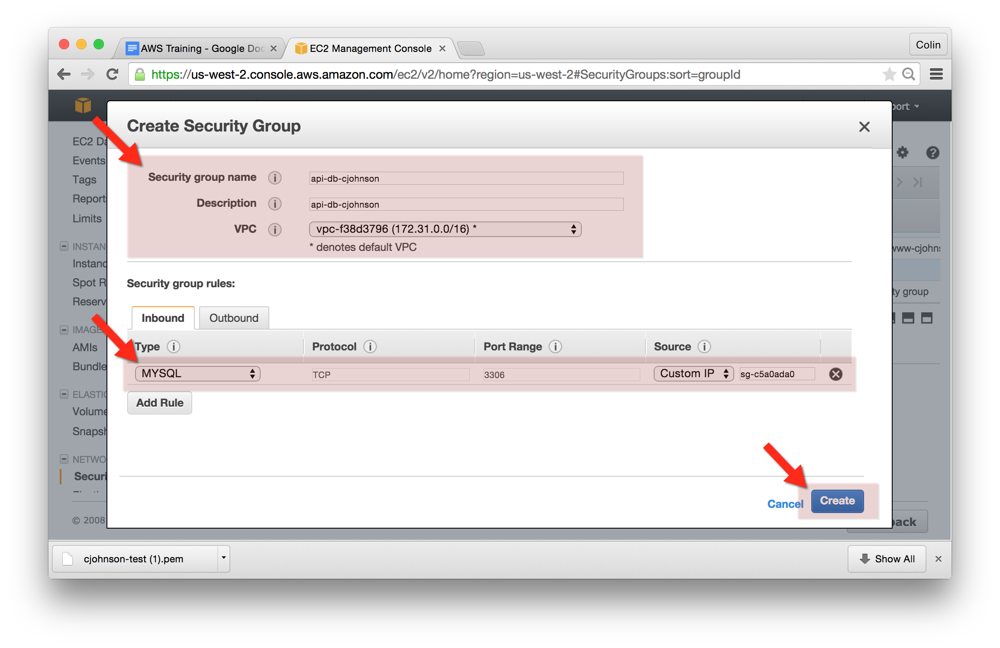 AWS Training - Google Doc
EC2 Management Console
Colin
https://us-west-2.console.aws.amazon.com/ec2/v2/home?region=us-west-2#SecurityGroups:sort=groupId
port
Create Security Group
EC2 Da
Events
Tags
Reports
Limits
INSTAN
Instanc
Spot R
Reserv
IMAGE
AMIs
Bundle
ELASTIC
Volume
Snapsh
NETWO
Securi
© 2008
Security group name
api-db-cjohnson
Description
api-db-cjohnson
VPC
vpc-f38d3796 (172.31.0.0/16) *
* denotes default VPC
www-cjohns
ty group
Security group rules:
Inbound
Outbound
Type
Protocol
Port Range
Source
MYSQL
TCP
3306
Custom IP
sg-c5a0ada0
Add Rule
Cancel
Create
back
cjohnson-test (1).pem
Show All